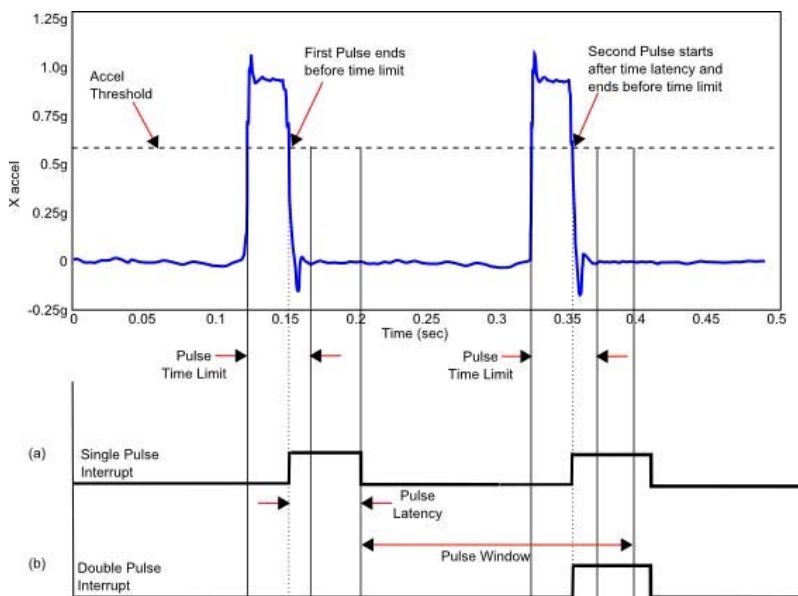 1.25g
1.0g
0.75g
0.5g
0.25g
0
-0.25g
X accel
Accel
Threshold
First Pulse ends
before time limit
Second Pulse starts
after time latency and
ends before time limit
0
0.05
0.1
0.15
0.2
0.25
0.3
0.35
0.4
0.45
0.5
Time (sec)
Pulse
Time Limit
Pulse
Time Limit
(a)
Single Pulse
Interrupt
Pulse
Latency
Pulse Window
(b)
Double Pulse
Interrupt